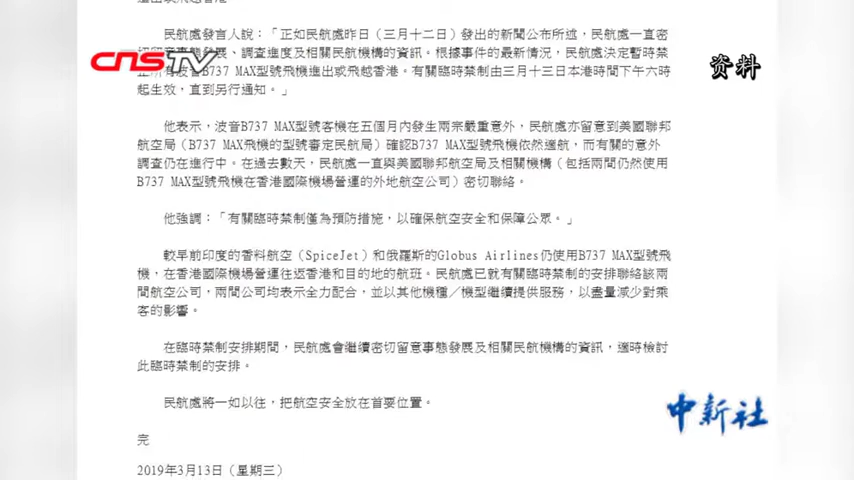 民航處發言人說：「正如民航處昨日（三月十二日）發出的新聞公布所述，民航處一直密
切留意事態發展、調查進度及相關民航機構的資訊。根據事件的最新情況，民航處決定暫時禁
止所有波音B737 MAX型號飛機進出或飛越香港。有關臨時禁制由三月十三日本港時間下午六時
起生效，直到另行通知。」
CNSTV
資料
他表示，波音B737 MAX型號客機在五個月內發生兩宗嚴重意外，民航處亦留意到美國聯邦
航空局（B737 MAX飛機的型號審定民航局）確認B737 MAX型號飛機依然適航，而有關的意外
調查仍在進行中。在過去數天，民航處一直與美國聯邦航空局及相關機構（包括兩間仍然使用
B737 MAX型號飛機在香港國際機場營運的外地航空公司）密切聯絡。
他強調：「有關臨時禁制僅為預防措施，以確保航空安全和保障公眾。」
較早前印度的香料航空（SpiceJet）和俄羅斯的Globus Airlines仍使用B737 MAX型號飛
機，在香港國際機場營運往返香港和目的地的航班。民航處已就有關臨時禁制的安排聯絡該兩
間航空公司，兩間公司均表示全力配合，並以其他機種／機型繼續提供服務，以盡量減少對乘
客的影響。
在臨時禁制安排期間，民航處會繼續密切留意事態發展及相關民航機構的資訊，適時檢討
此臨時禁制的安排。
民航處將一如以往，把航空安全放在首要位置。
中新社
完
2019年3月13日（星期三）